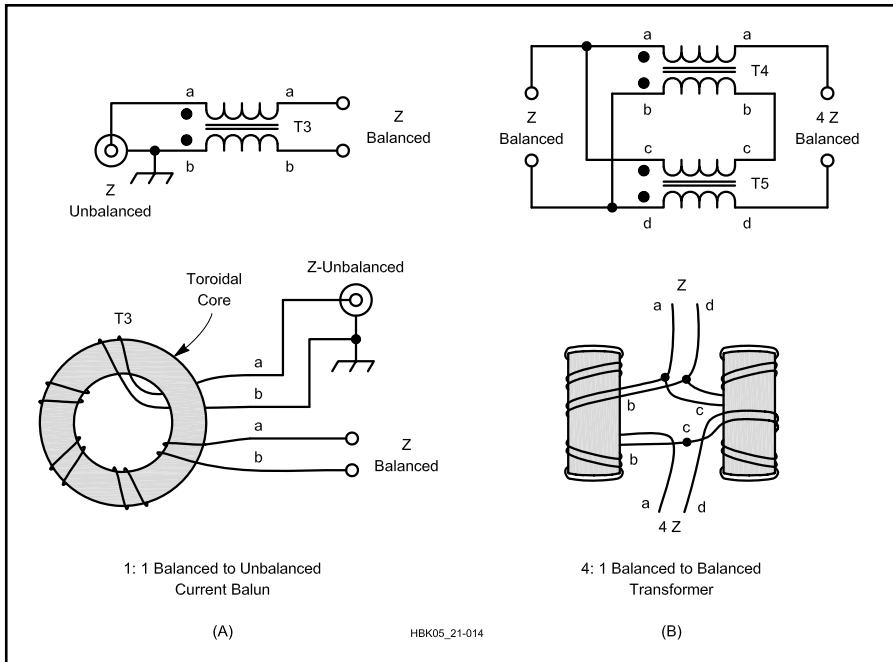 a
a
T3
b
b
Z
Balanced
Z
Unbalanced
Toroidal
Core
T3
Z-Unbalanced
a
b
a
b
Z
Balanced
1: 1 Balanced to Unbalanced
Current Balun
(A)
HBK05_21-014
a
a
T4
b
b
Z
Balanced
4 Z
Balanced
c
c
T5
d
d
Z
a
d
b
c
c
b
a
d
4 Z
4: 1 Balanced to Balanced
Transformer
(B)